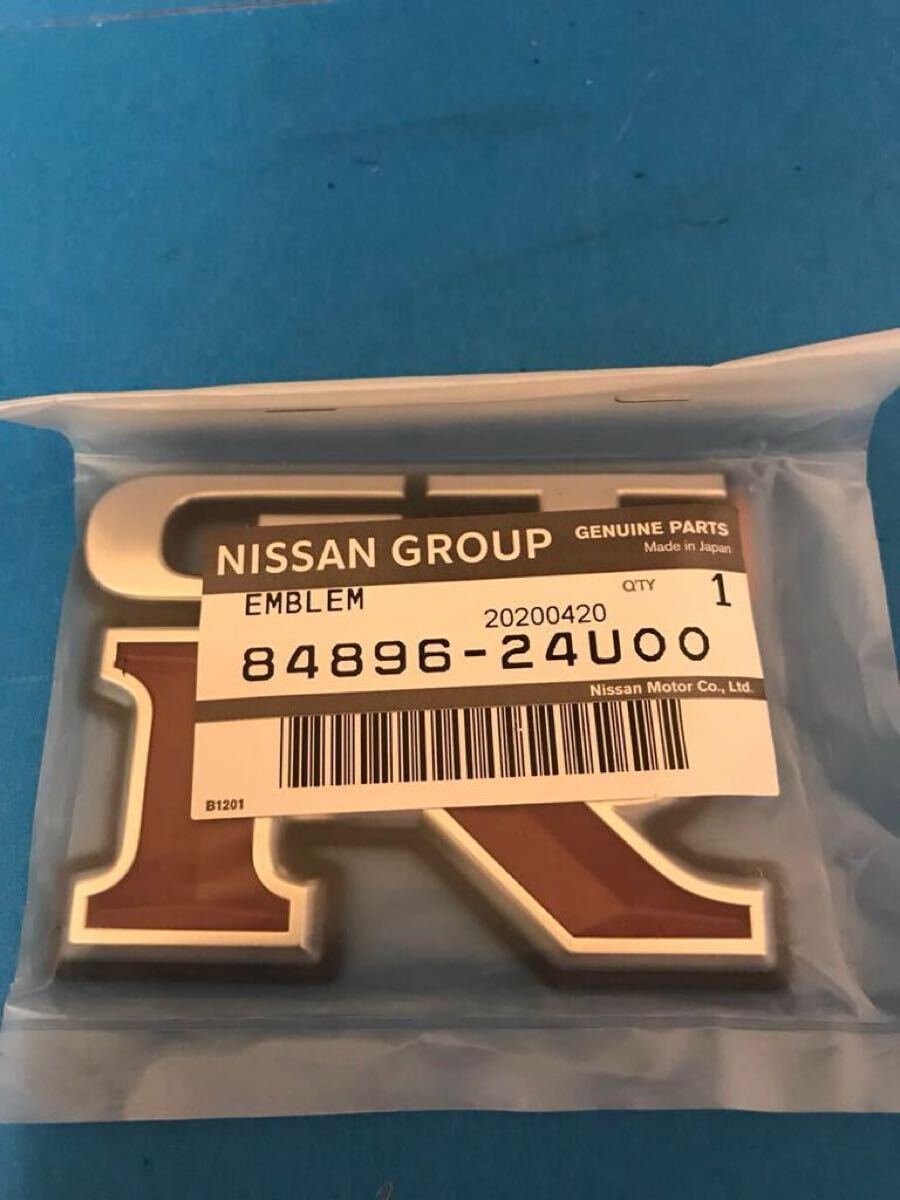 NISSAN GROUP
GENUINE PARTS
Made in Japan
EMBLEM
QTY
1
20200420
84896-24U00
Nissan Motor Co., Ltd.
B1201
R